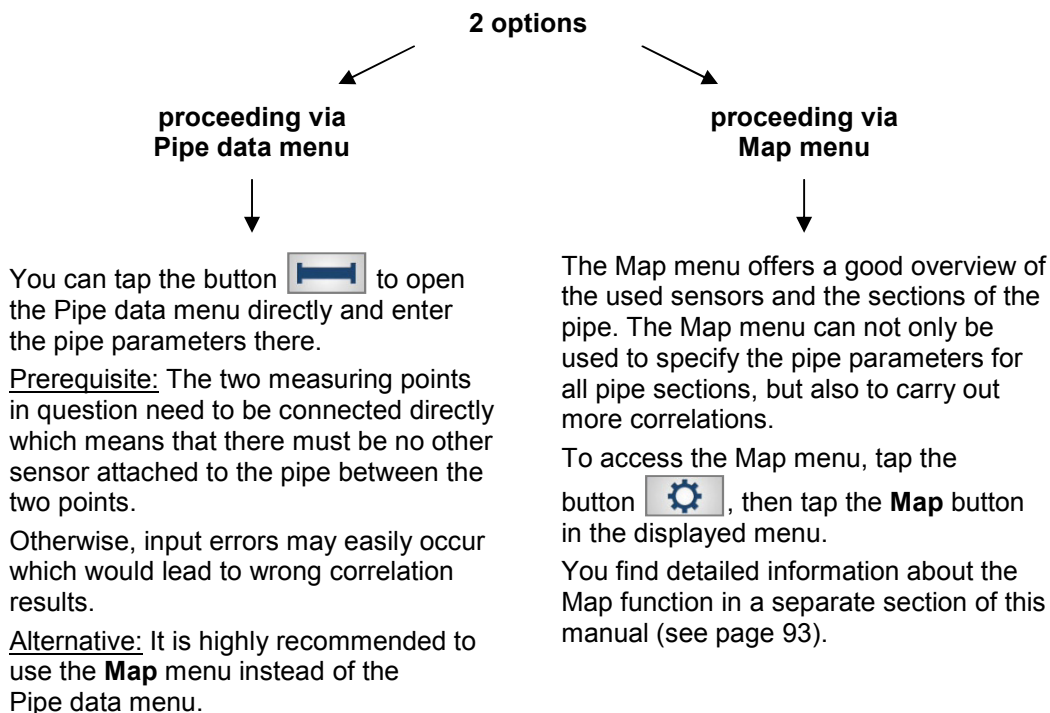 2 options
proceeding via
Pipe data menu
You can tap the button to open
the Pipe data menu directly and enter
the pipe parameters there.
Prerequisite: The two measuring points
in question need to be connected directly
which means that there must be no other
sensor attached to the pipe between the
two points.
Otherwise, input errors may easily occur
which would lead to wrong correlation
results.
Alternative: It is highly recommended to
use the Map menu instead of the
Pipe data menu.
proceeding via
Map menu
The Map menu offers a good overview of
the used sensors and the sections of the
pipe. The Map menu can not only be
used to specify the pipe parameters for
all pipe sections, but also to carry out
more correlations.
To access the Map menu, tap the
button , then tap the Map button
in the displayed menu.
You find detailed information about the
Map function in a separate section of this
manual (see page 93).